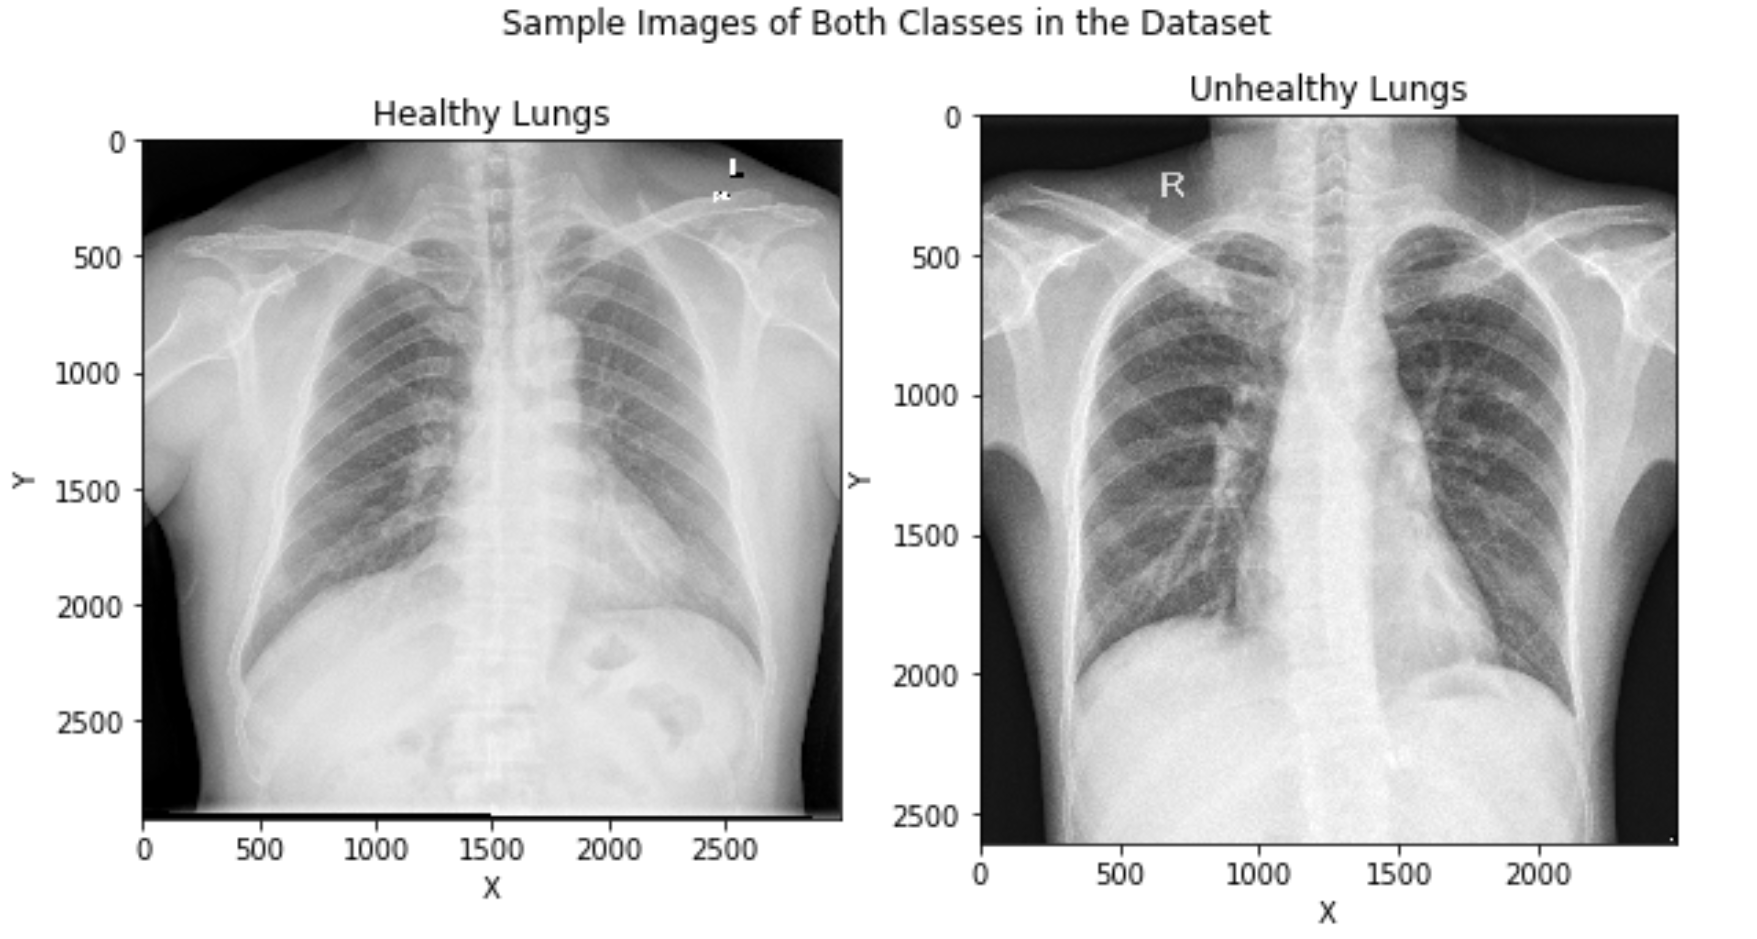 Sample Images of Both Classes in the Dataset
Healthy Lungs
0
500
1000
1500
2000
2500
Y
L
0 500 1000 1500 2000 2500
X
Unhealthy Lungs
0
500
1000
1500
2000
2500
Y
R
0 500 1000 1500 2000
X